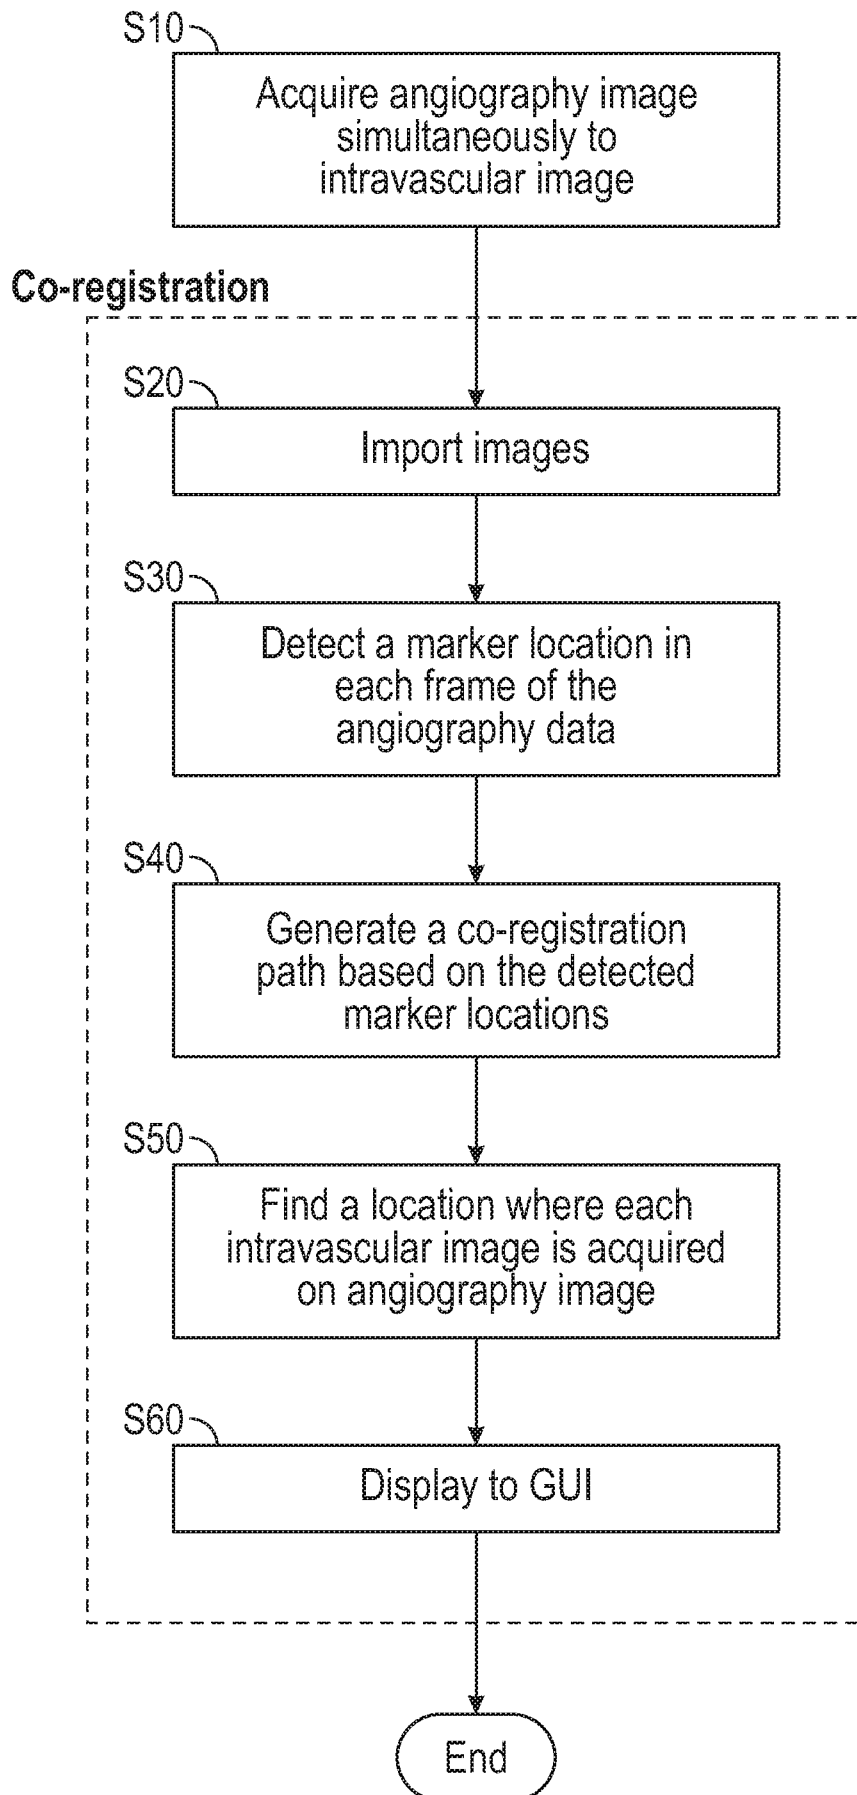 S10
Acquire angiography image
simultaneously to
intravascular image
Co-registration
S20
Import images
S30
Detect a marker location in
each frame of the
angiography data
S40
Generate a co-registration
path based on the detected
marker locations
S50
Find a location where each
intravascular image is acquired
on angiography image
S60
Display to GUI
End